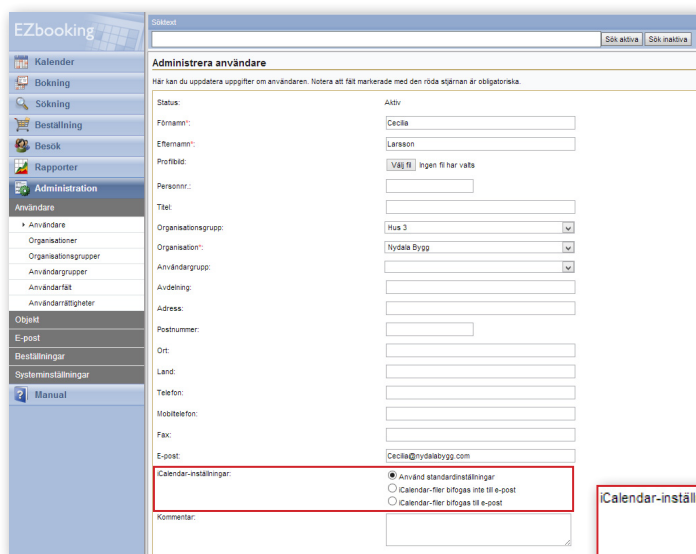 EZbooking
Kalender
Bokning
Sökning
Beställning
Besök
Rapporter
Administration
Användare
Användare
Organisationer
Organisationsgrupper
Användargrupper
Användarfält
Användarrättigheter
Objekt
E-post
Beställningar
Systeminställningar
Manual
Söktext
Sök aktiva Sök inaktiva
Administrera användare
Här kan du uppdatera uppgifter om användaren. Notera att fält markerade med den röda stjärnan är obligatoriska.
Status: Aktiv
Förnamn*: Cecilia
Efternamn*: Larsson
Profilbild: Välj fil Ingen fil har valts
Personnr.:
Titel:
Organisationsgrupp: Hus 3
Organisation*: Nydala Bygg
Användargrupp:
Avdelning:
Adress:
Postnummer:
Ort:
Land:
Telefon:
Mobiltelefon:
Fax:
E-post: Cecilia@nydalabygg.com
iCalendar-inställningar: Använd standardinställningar
iCalendar-filer bifogas inte till e-post
iCalendar-filer bifogas till e-post
Kommentar:
iCalendar-inställ